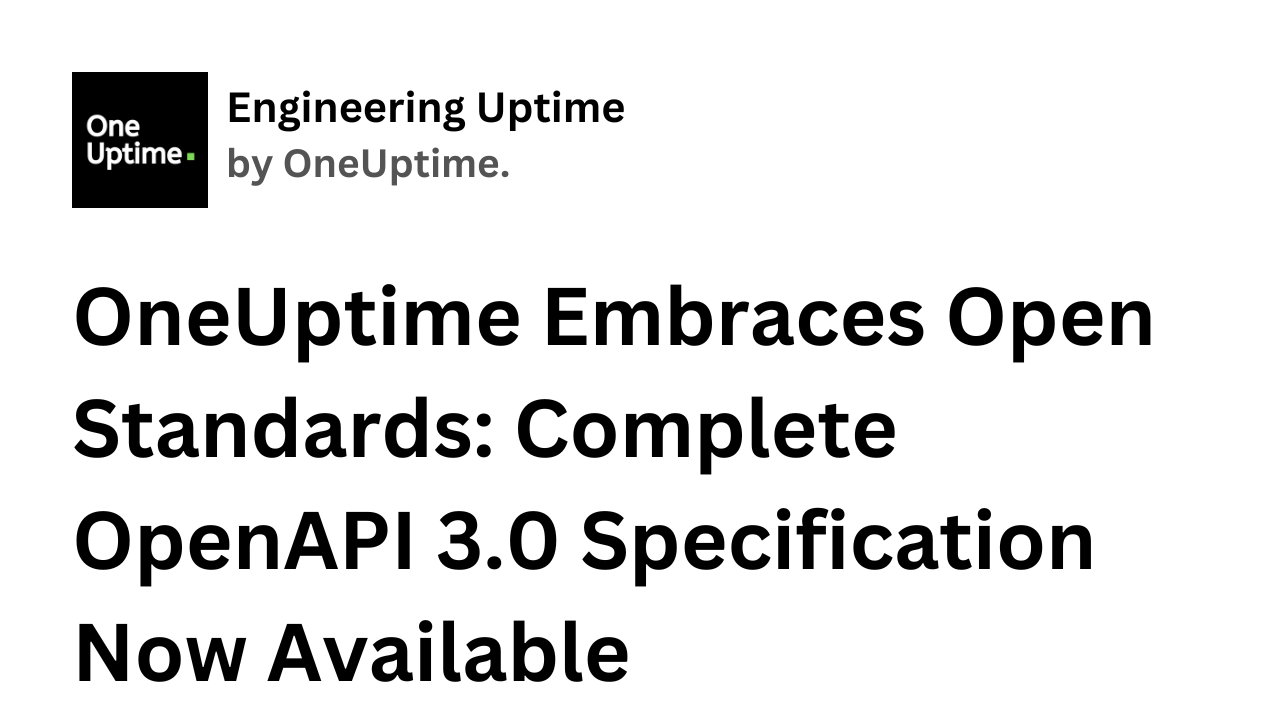 One
Uptime.
Engineering Uptime
by OneUptime.
OneUptime Embraces Open
Standards: Complete
OpenAPI 3.0 Specification
Now Available